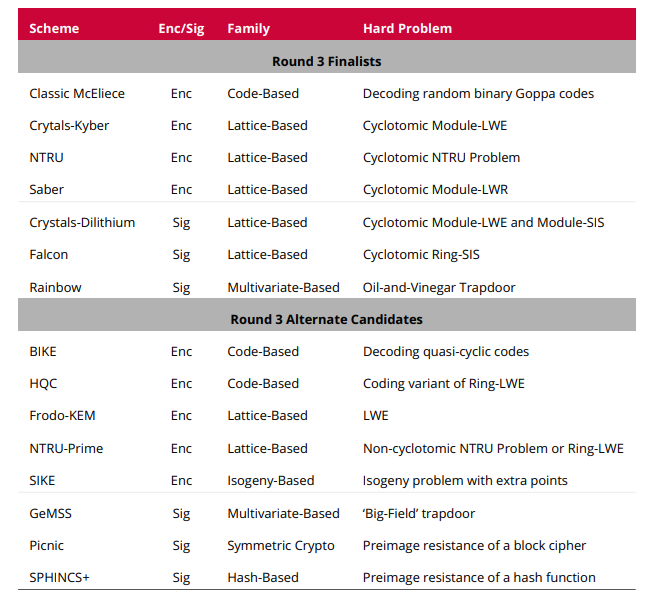 Scheme Enc/Sig Family Hard Problem
Round 3 Finalists
Classic McEliece Enc Code-Based Decoding random binary Goppa codes
Crytals-Kyber Enc Lattice-Based Cyclotomic Module-LWE
NTRU Enc Lattice-Based Cyclotomic NTRU Problem
Saber Enc Lattice-Based Cyclotomic Module-LWR
Crystals-Dilithium Sig Lattice-Based Cyclotomic Module-LWE and Module-SIS
Falcon Sig Lattice-Based Cyclotomic Ring-SIS
Rainbow Sig Multivariate-Based Oil-and-Vinegar Trapdoor
Round 3 Alternate Candidates
BIKE Enc Code-Based Decoding quasi-cyclic codes
HQC Enc Code-Based Coding variant of Ring-LWE
Frodo-KEM Enc Lattice-Based LWE
NTRU-Prime Enc Lattice-Based Non-cyclotomic NTRU Problem or Ring-LWE
SIKE Enc Isogeny-Based Isogeny problem with extra points
GeMSS Sig Multivariate-Based ‘Big-Field’ trapdoor
Picnic Sig Symmetric Crypto Preimage resistance of a block cipher
SPHINCS+ Sig Hash-Based Preimage resistance of a hash function